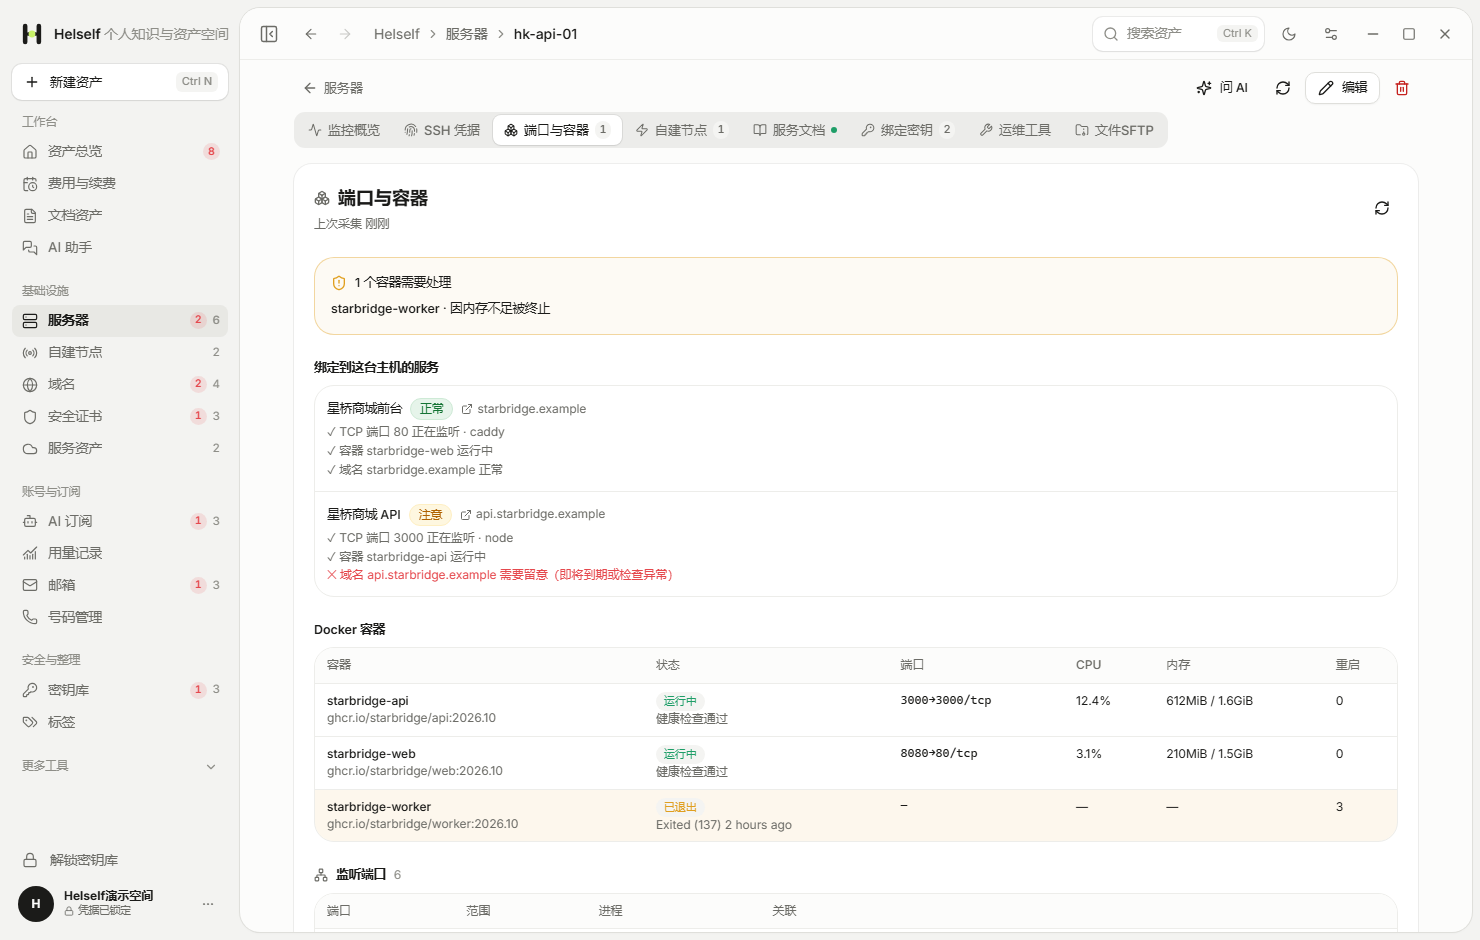 Helself 个人知识与资产空间
新建资产 Ctrl N
工作台
资产总览 8
费用与续费
文档资产
AI 助手
基础设施
服务器 2 6
自建节点 2
域名 2 4
安全证书 1 3
服务资产 2
账号与订阅
AI 订阅 1 3
用量记录
邮箱 1 3
号码管理
安全与整理
密钥库 1 3
标签
更多工具
解锁密钥库
H
Helself演示空间
凭据已锁定
Helself > 服务器 > hk-api-01
搜索资产 Ctrl K
服务器
问 AI
编辑
监控概览
SSH 凭据
端口与容器 1
自建节点 1
服务文档
绑定密钥 2
运维工具
文件SFTP
端口与容器
上次采集 刚刚
1 个容器需要处理
starbridge-worker · 因内存不足被终止
绑定到这台主机的服务
星桥商城前台 正常 starbridge.example
✓ TCP 端口 80 正在监听 · caddy
✓ 容器 starbridge-web 运行中
✓ 域名 starbridge.example 正常
星桥商城 API 注意 api.starbridge.example
✓ TCP 端口 3000 正在监听 · node
✓ 容器 starbridge-api 运行中
✕ 域名 api.starbridge.example 需要留意（即将到期或检查异常）
Docker 容器
容器 状态 端口 CPU 内存 重启
starbridge-api 运行中 3000→3000/tcp 12.4% 612MiB / 1.6GiB 0
ghcr.io/starbridge/api:2026.10 健康检查通过
starbridge-web 运行中 8080→80/tcp 3.1% 210MiB / 1.5GiB 0
ghcr.io/starbridge/web:2026.10 健康检查通过
starbridge-worker 已退出 — — — 3
ghcr.io/starbridge/worker:2026.10 Exited (137) 2 hours ago
监听端口 6
端口 范围 进程 关联